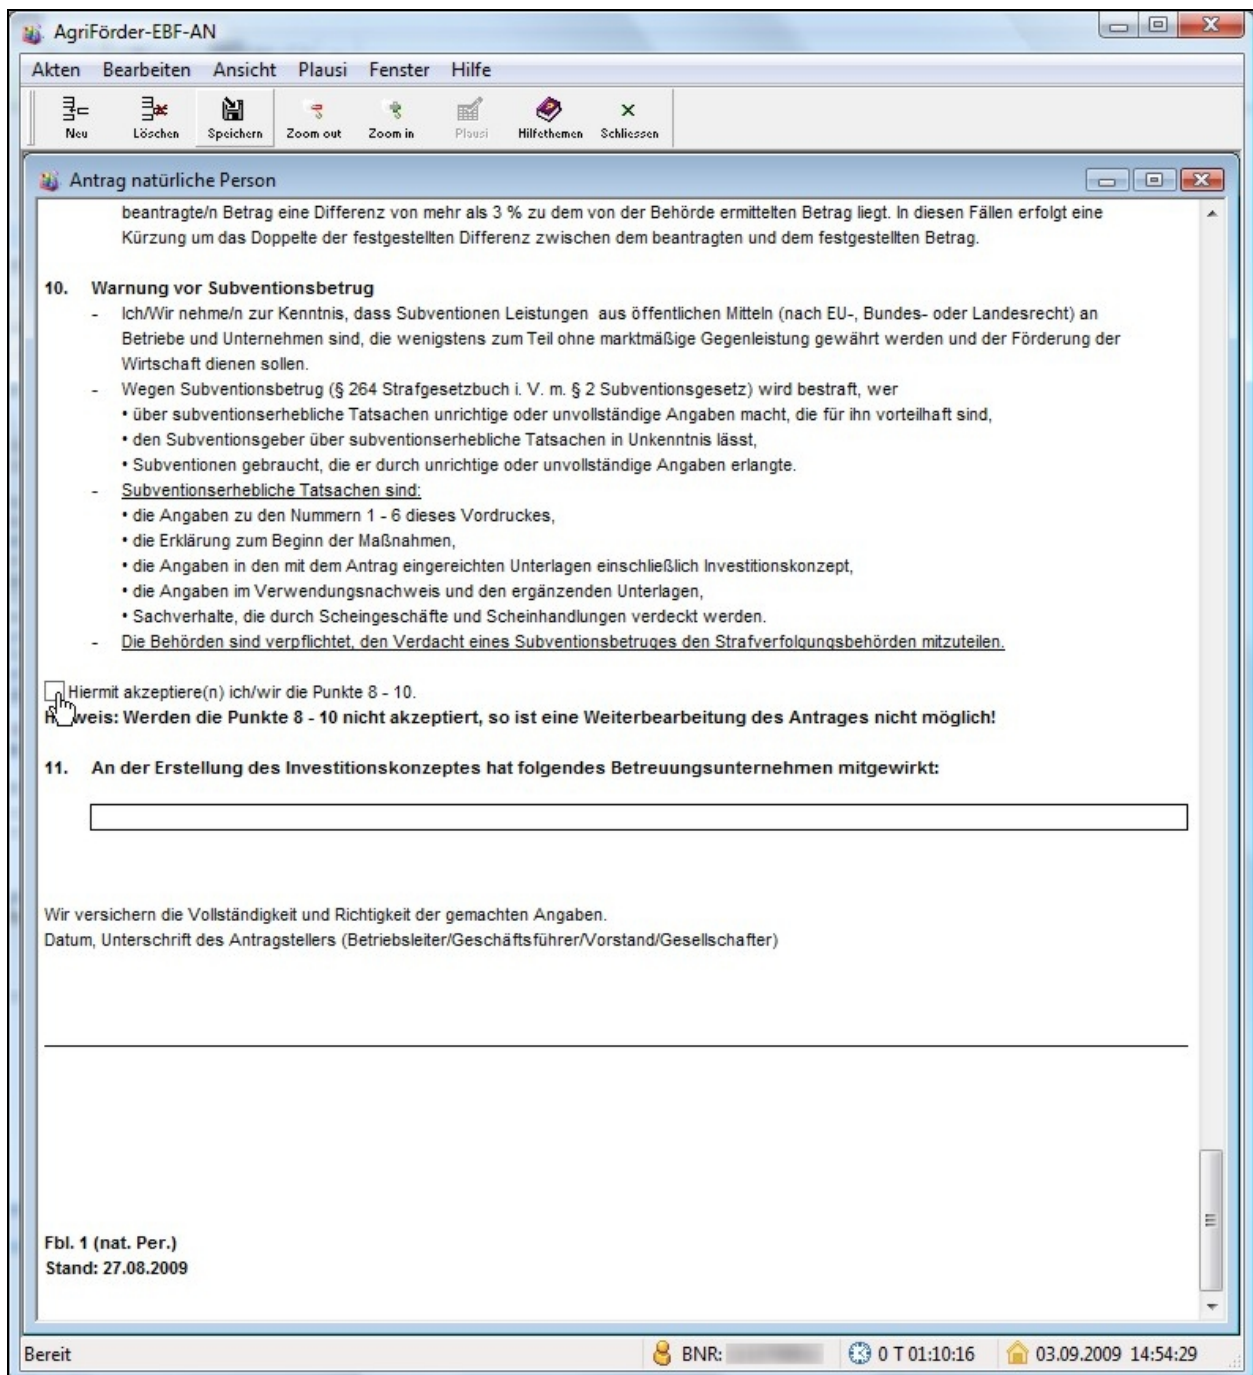 AgriFörder-EBF-AN
Akten Bearbeiten Ansicht Plausi Fenster Hilfe
Neu Löschen Speichern Zoom out Zoom in Plausi Hilfethemen Schliessen
Antrag natürliche Person
beantragte/n Betrag eine Differenz von mehr als 3 % zu dem von der Behörde ermittelten Betrag liegt. In diesen Fällen erfolgt eine
Kürzung um das Doppelte der festgestellten Differenz zwischen dem beantragten und dem festgestellten Betrag.
10. Warnung vor Subventionsbetrug
- Ich/Wir nehme/n zur Kenntnis, dass Subventionen Leistungen aus öffentlichen Mitteln (nach EU-, Bundes- oder Landesrecht) an
Betriebe und Unternehmen sind, die wenigstens zum Teil ohne marktmäßige Gegenleistung gewährt werden und der Förderung der
Wirtschaft dienen sollen.
- Wegen Subventionsbetrug (§ 264 Strafgesetzbuch i. V. m. § 2 Subventionsgesetz) wird bestraft, wer
• über subventionserhebliche Tatsachen unrichtige oder unvollständige Angaben macht, die für ihn vorteilhaft sind,
• den Subventionsgeber über subventionserhebliche Tatsachen in Unkenntnis lässt,
• Subventionen gebraucht, die er durch unrichtige oder unvollständige Angaben erlangte.
- Subventionserhebliche Tatsachen sind:
• die Angaben zu den Nummern 1 - 6 dieses Vordruckes,
• die Erklärung zum Beginn der Maßnahmen,
• die Angaben in den mit dem Antrag eingereichten Unterlagen einschließlich Investitionskonzept,
• die Angaben im Verwendungsnachweis und den ergänzenden Unterlagen,
• Sachverhalte, die durch Scheingeschäfte und Scheinhandlungen verdeckt werden.
- Die Behörden sind verpflichtet, den Verdacht eines Subventionsbetruges den Strafverfolgungsbehörden mitzuteilen.
Hiermit akzeptiere(n) ich/wir die Punkte 8 - 10.
Hinweis: Werden die Punkte 8 - 10 nicht akzeptiert, so ist eine Weiterbearbeitung des Antrages nicht möglich!
11. An der Erstellung des Investitionskonzeptes hat folgendes Betreuungsunternehmen mitgewirkt:
Wir versichern die Vollständigkeit und Richtigkeit der gemachten Angaben.
Datum, Unterschrift des Antragstellers (Betriebsleiter/Geschäftsführer/Vorstand/Gesellschafter)
Fbl. 1 (nat. Per.)
Stand: 27.08.2009
Bereit BNR: 0 T 01:10:16 03.09.2009 14:54:29